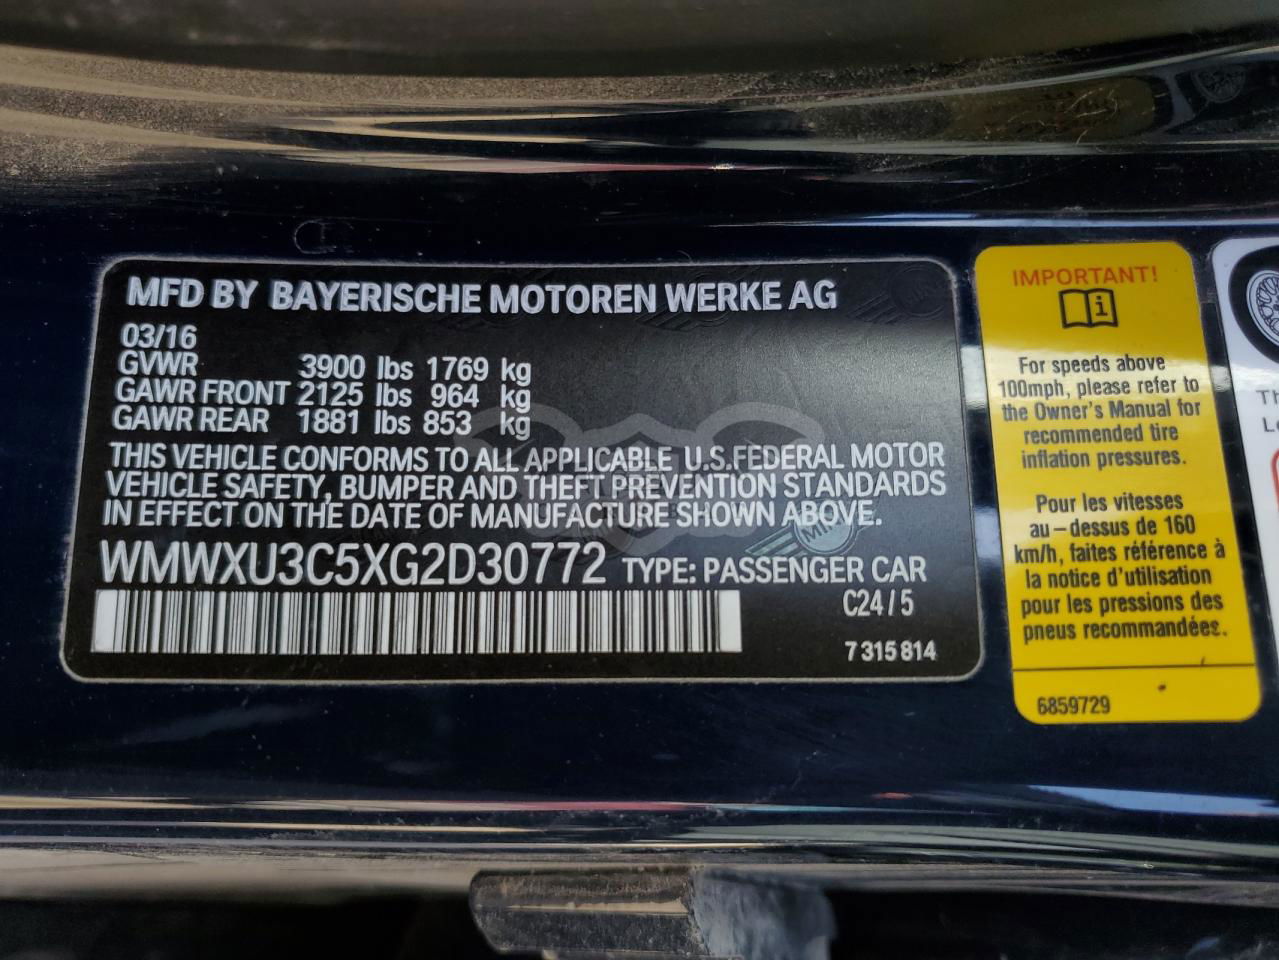 MFD BY BAYERISCHE MOTOREN WERKE AG
03/16
GVWR 3900 lbs 1769 kg
GAWR FRONT 2125 lbs 964 kg
GAWR REAR 1881 lbs 853 kg
THIS VEHICLE CONFORMS TO ALL APPLICABLE U.S.FEDERAL MOTOR
VEHICLE SAFETY, BUMPER AND THEFT PREVENTION STANDARDS
IN EFFECT ON THE DATE OF MANUFACTURE SHOWN ABOVE.
WMWXU3C5XG2D30772 TYPE: PASSENGER CAR
C24/5
7 315 814
IMPORTANT!
For speeds above
100mph, please refer to
the Owner's Manual for
recommended tire
inflation pressures.
Pour les vitesses
au-dessus de 160
km/h, faites référence à
la notice d'utilisation
pour les pressions des
pneus recommandées.
6859729
MINI